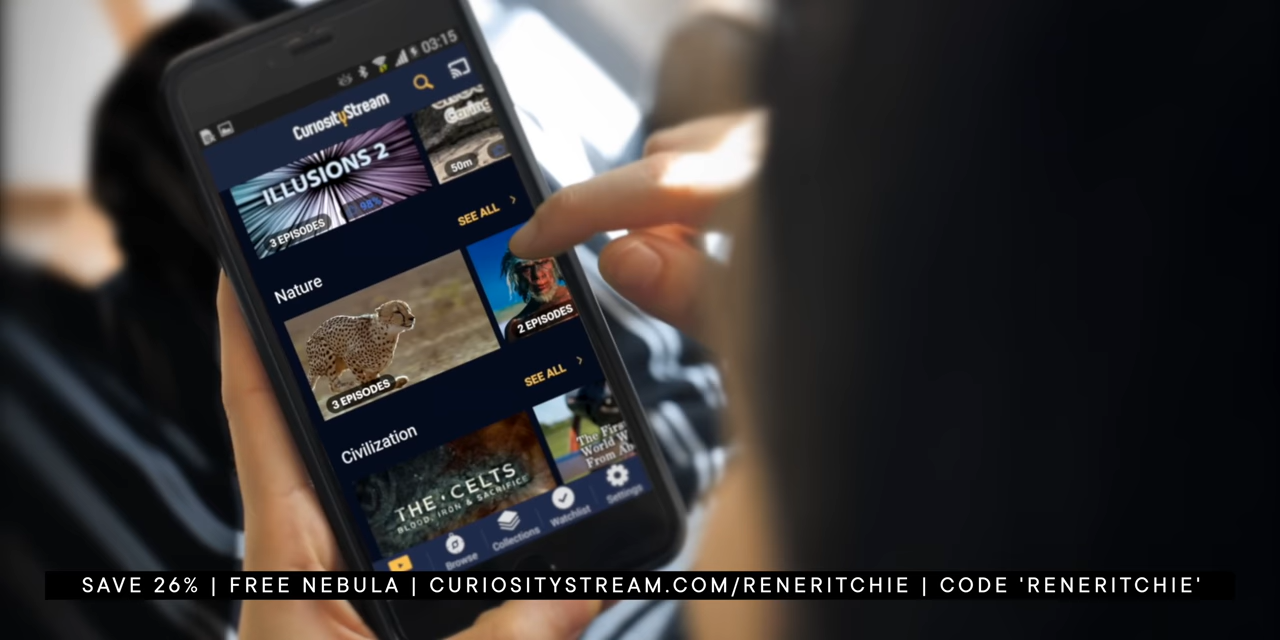 03:15
CuriosityStream
ILLUSIONS 2
3 EPISODES
98%
50m
SEE ALL
Nature
3 EPISODES
2 EPISODES
SEE ALL
Civilization
THE CELTS
BLOOD, IRON & SACRIFICE
The First
World W
From Ab
Browse
Collections
Watchlist
Settings
SAVE 26% | FREE NEBULA | CURIOSITYSTREAM.COM/RENERITCHIE | CODE 'RENERITCHIE'